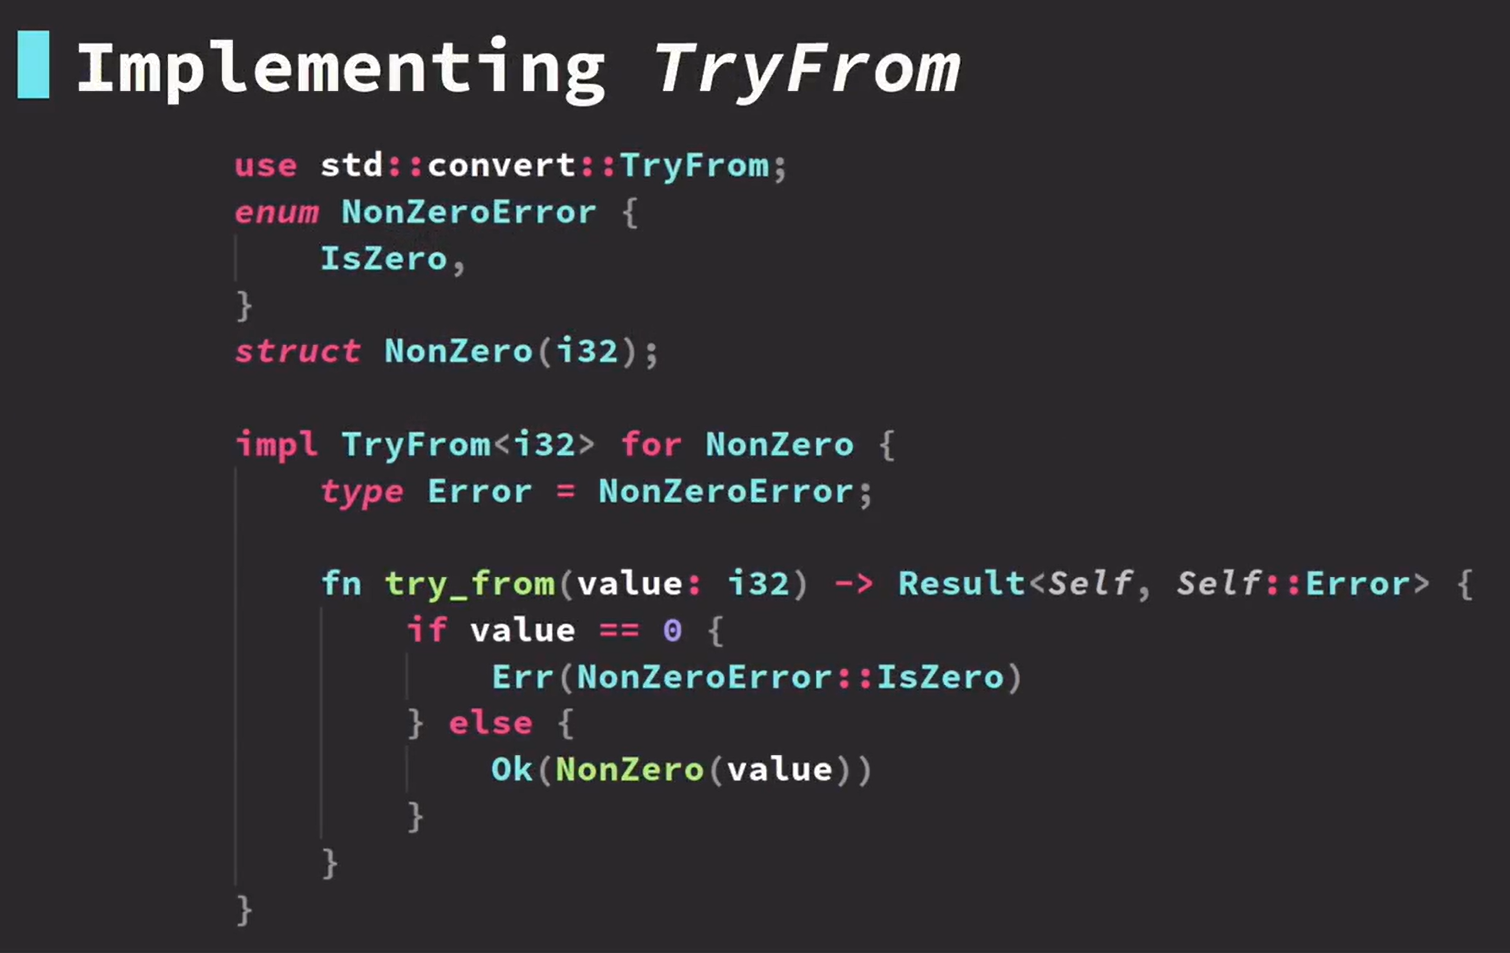 Implementing TryFrom
use std::convert::TryFrom;
enum NonZeroError {
    IsZero,
}
struct NonZero(i32);

impl TryFrom<i32> for NonZero {
    type Error = NonZeroError;

    fn try_from(value: i32) -> Result<Self, Self::Error> {
        if value == 0 {
            Err(NonZeroError::IsZero)
        } else {
            Ok(NonZero(value))
        }
    }
}